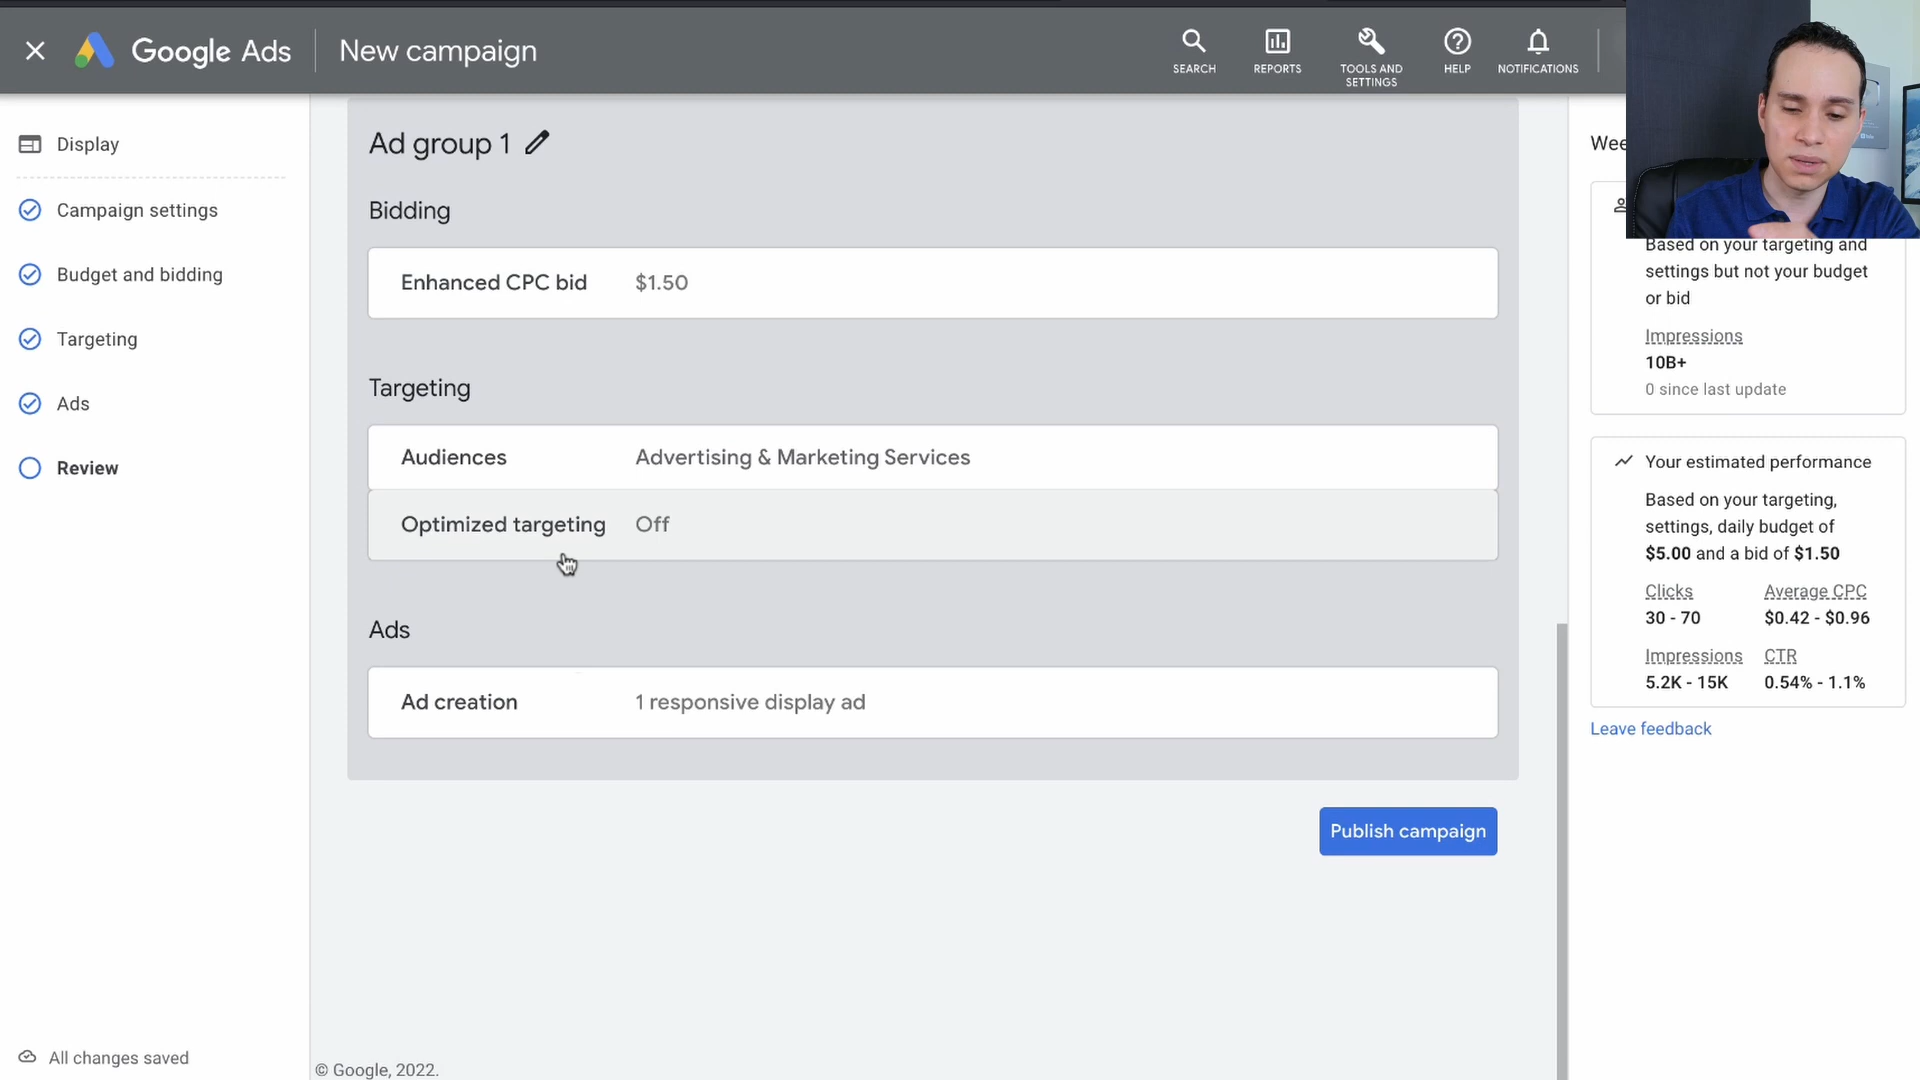 Google Ads
New campaign
SEARCH
REPORTS
TOOLS AND
SETTINGS
HELP
NOTIFICATIONS
Display
Campaign settings
Budget and bidding
Targeting
Ads
Review
All changes saved
Ad group 1
Bidding
Enhanced CPC bid $1.50
Targeting
Audiences Advertising & Marketing Services
Optimized targeting Off
Ads
Ad creation 1 responsive display ad
Publish campaign
© Google, 2022.
Based on your targeting and
settings but not your budget
or bid
Impressions
10B+
0 since last update
Your estimated performance
Based on your targeting,
settings, daily budget of
$5.00 and a bid of $1.50
Clicks Average CPC
30 - 70 $0.42 - $0.96
Impressions CTR
5.2K - 15K 0.54% - 1.1%
Leave feedback